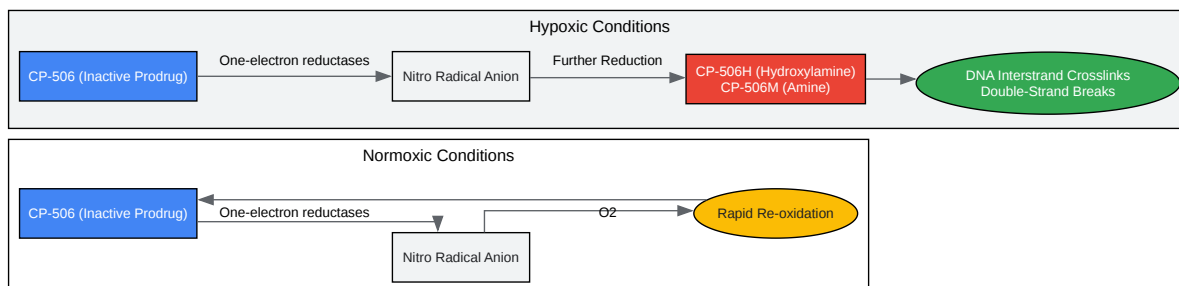 Hypoxic Conditions
CP-506 (Inactive Prodrug)
One-electron reductases
Nitro Radical Anion
Further Reduction
CP-506H (Hydroxylamine)
CP-506M (Amine)
DNA Interstrand Crosslinks
Double-Strand Breaks
Normoxic Conditions
CP-506 (Inactive Prodrug)
One-electron reductases
Nitro Radical Anion
O2
Rapid Re-oxidation